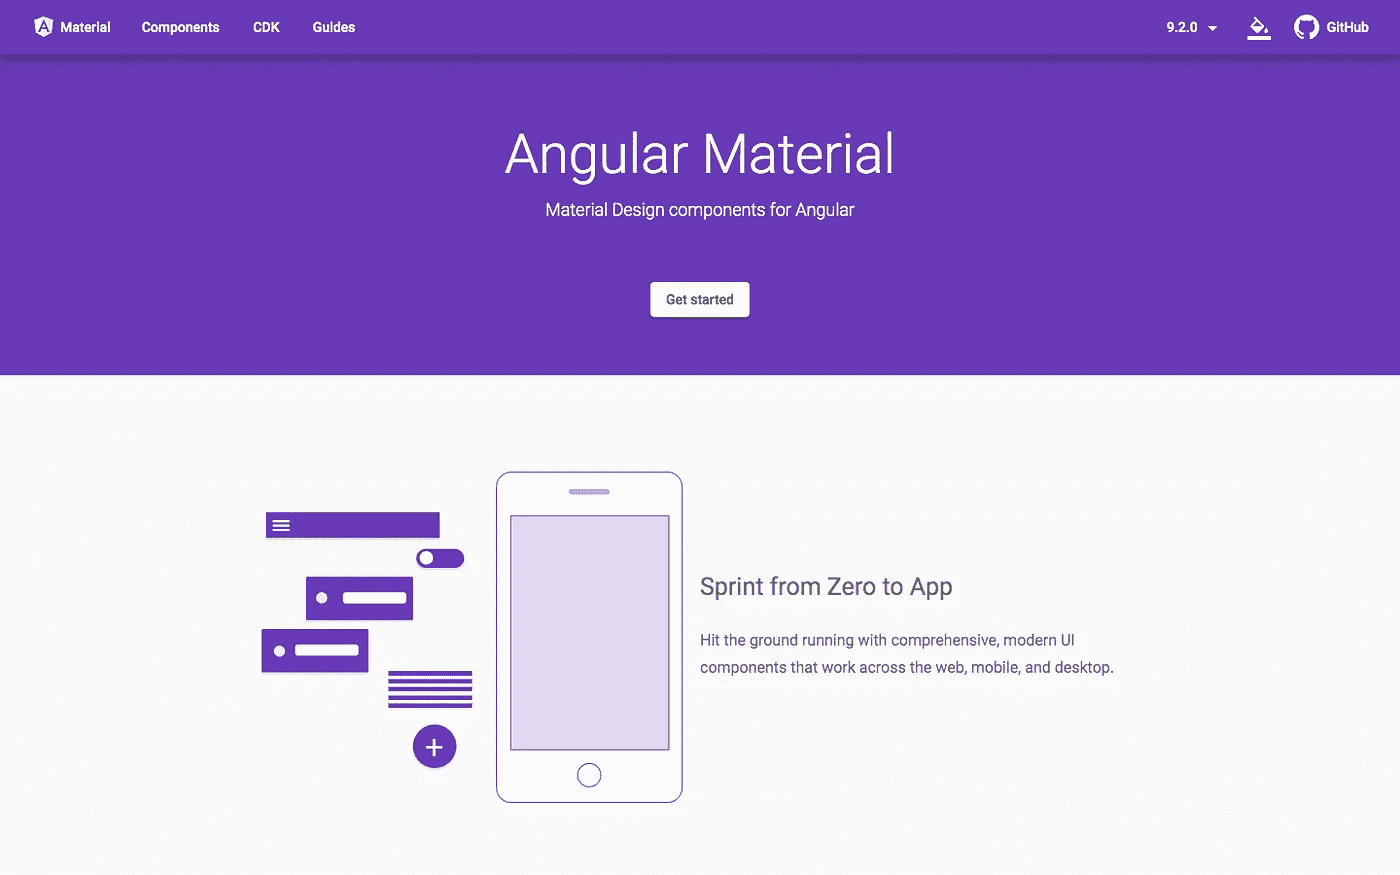 Material Components CDK Guides 9.2.0 GitHub
Angular Material
Material Design components for Angular
Get started
Sprint from Zero to App
Hit the ground running with comprehensive, modern UI
components that work across the web, mobile, and desktop.